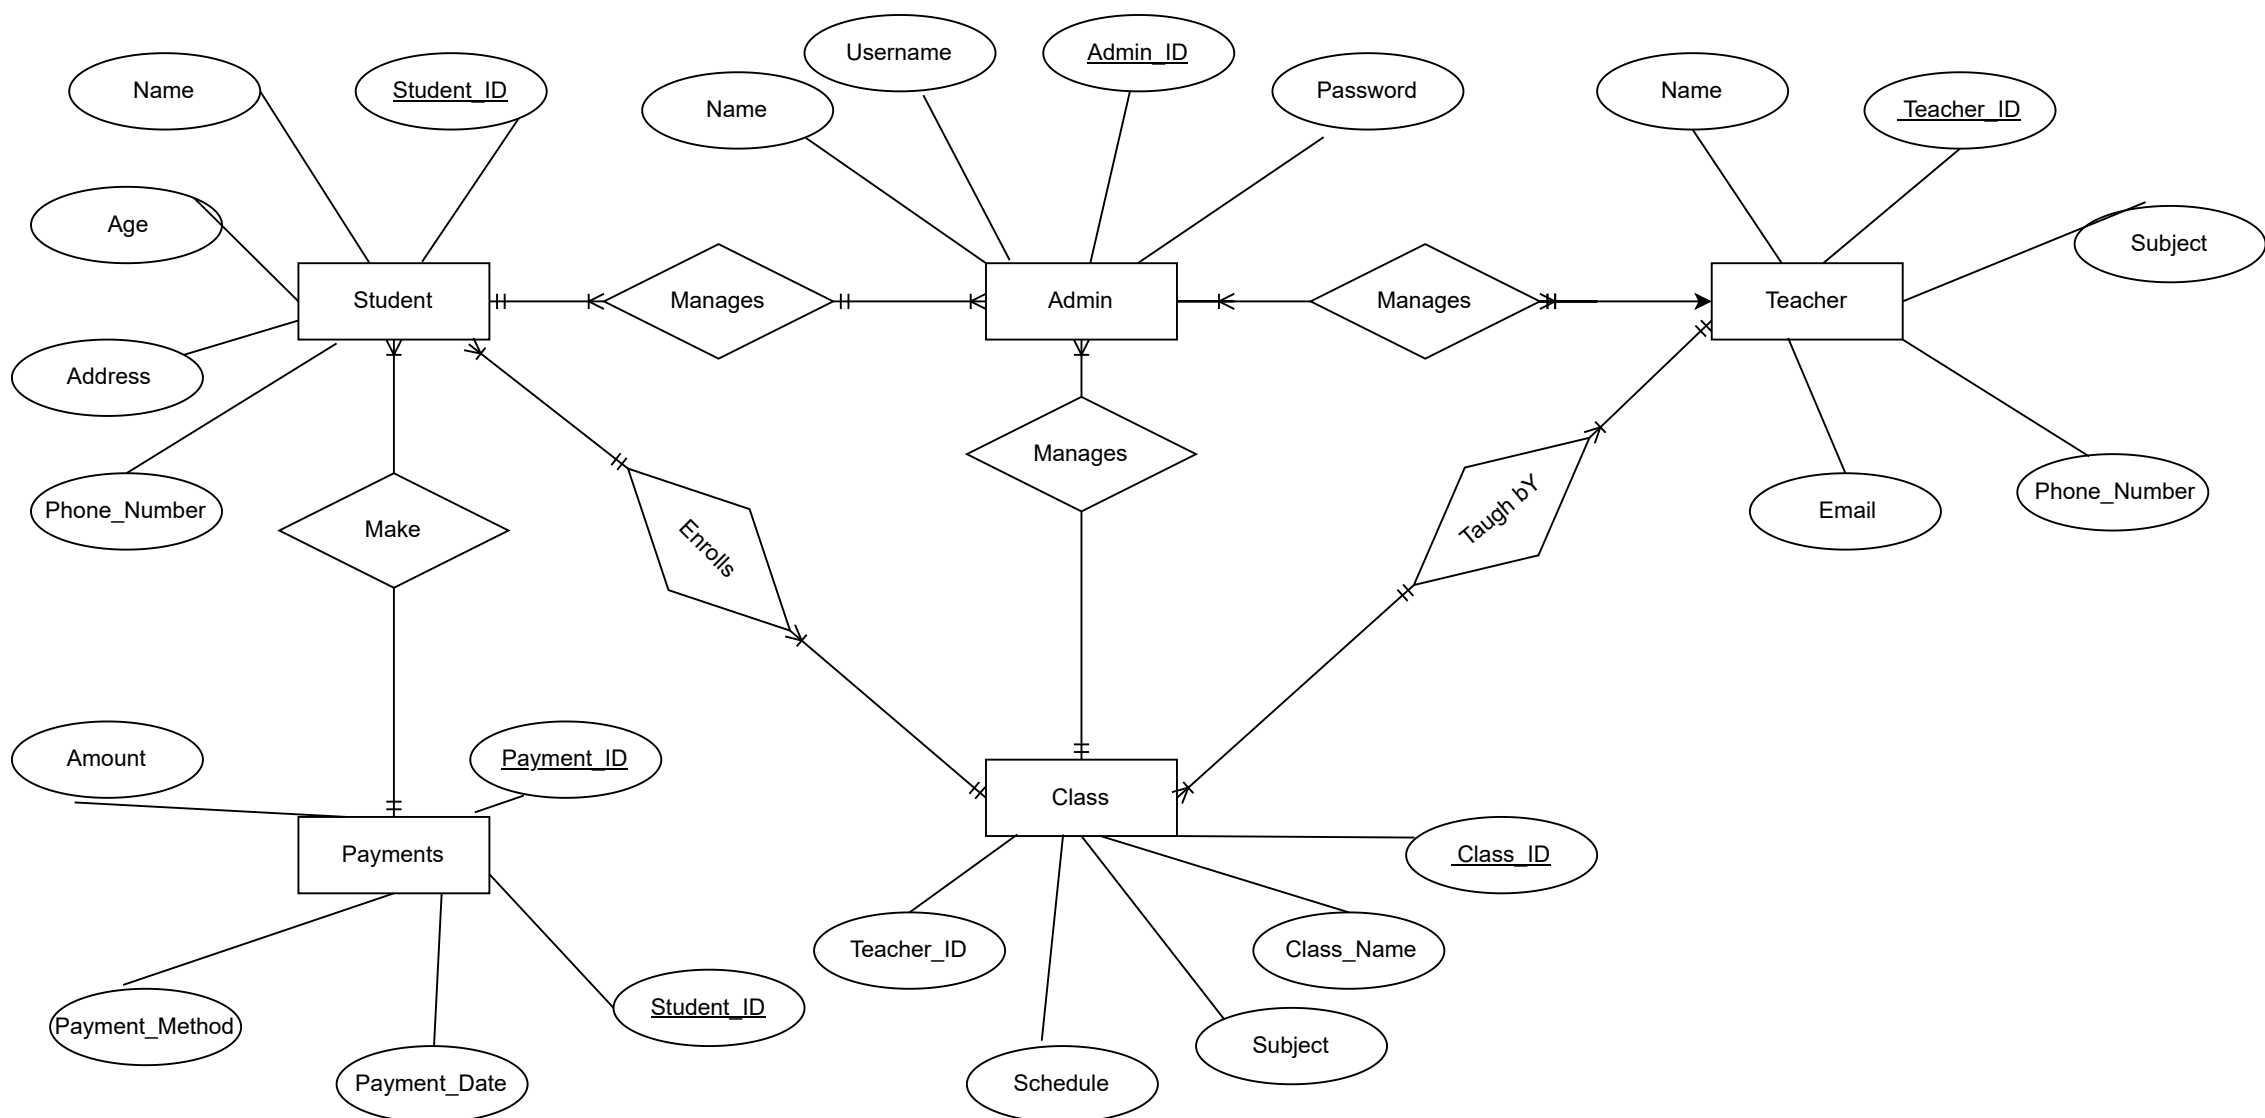 Username
Admin_ID
Name
Student_ID
Name
Password
Name
Teacher_ID
Age
Subject
Student
Manages
Admin
Manages
Teacher
Address
Manages
Phone_Number
Make
Enrolls
Taugh bY
Email
Phone_Number
Amount
Payment_ID
Class
Payments
Class_ID
Teacher_ID
Class_Name
Payment_Method
Student_ID
Subject
Payment_Date
Schedule